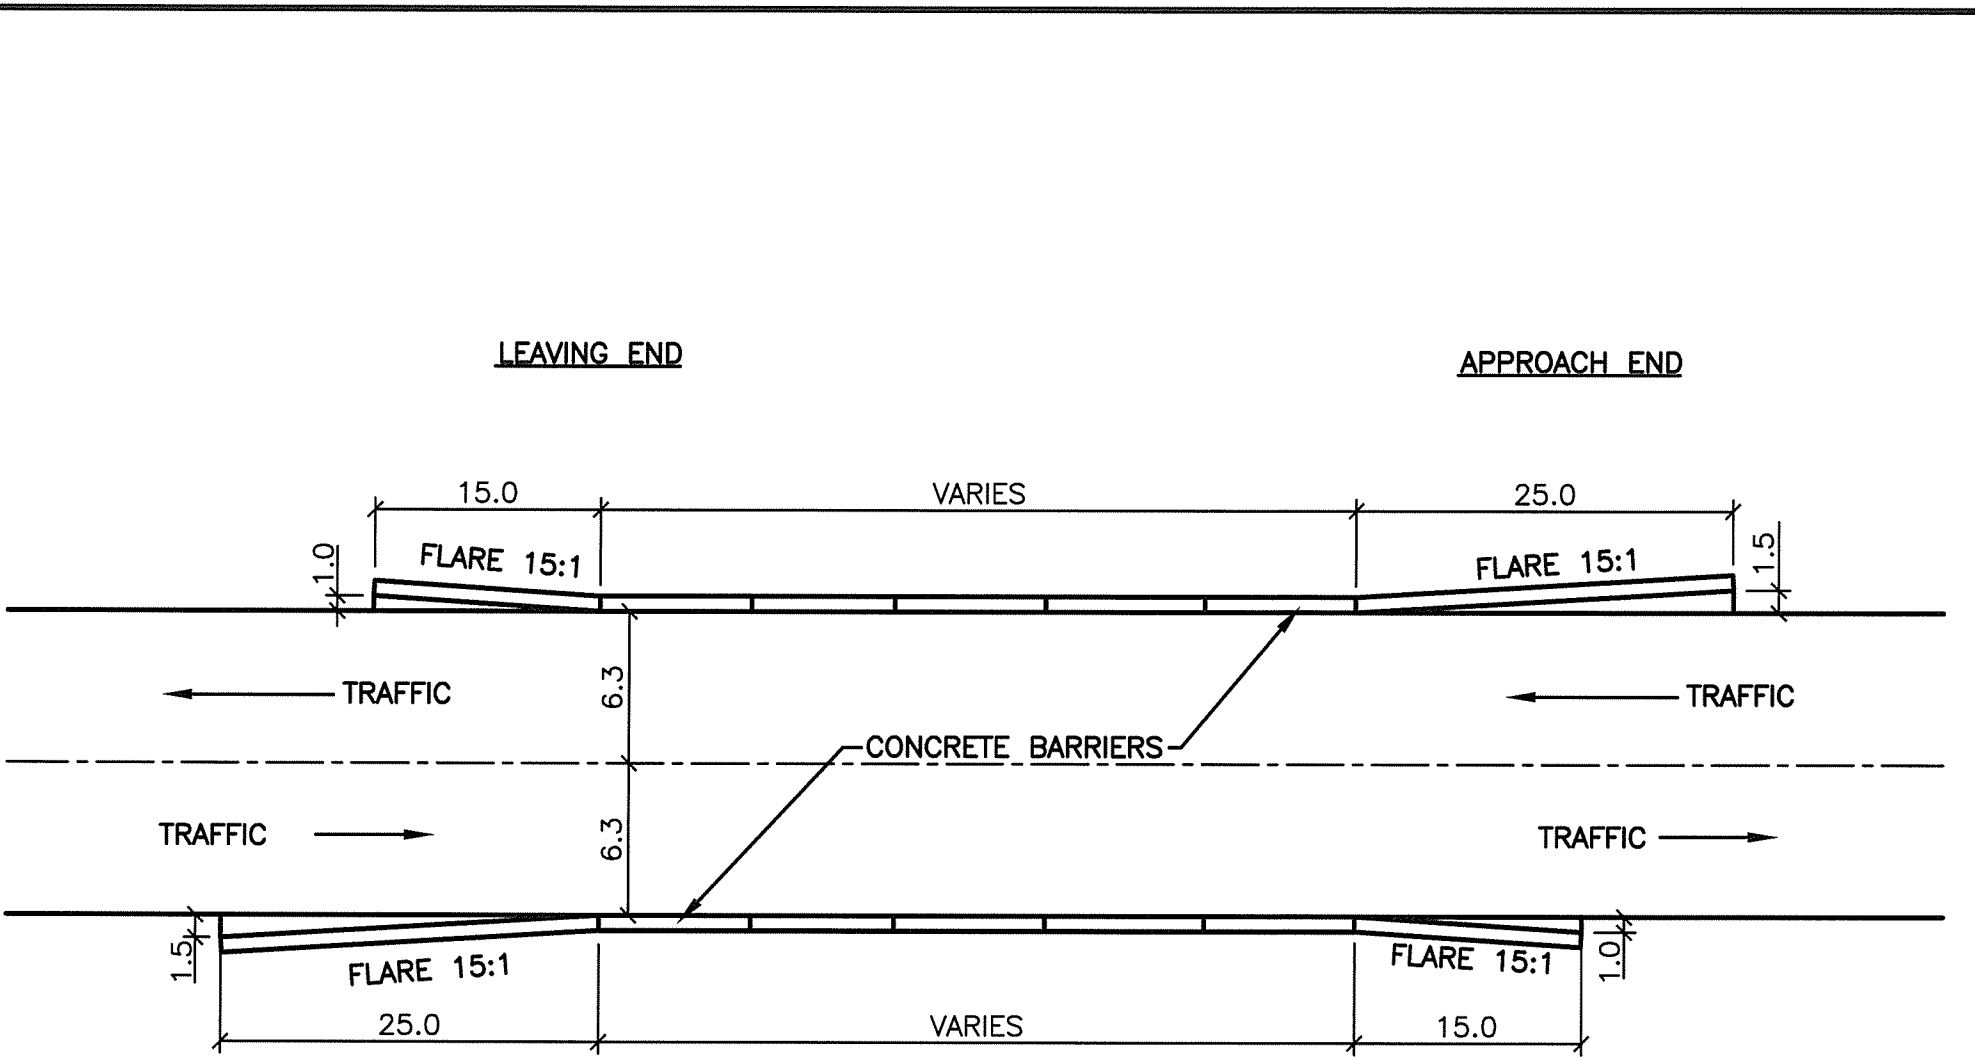 LEAVING END
APPROACH END
15.0
VARIES
25.0
1.0
FLARE 15:1
FLARE 15:1
1.5
6.3
TRAFFIC
TRAFFIC
CONCRETE BARRIERS
6.3
TRAFFIC
TRAFFIC
1.5
FLARE 15:1
FLARE 15:1
1.0
25.0
VARIES
15.0